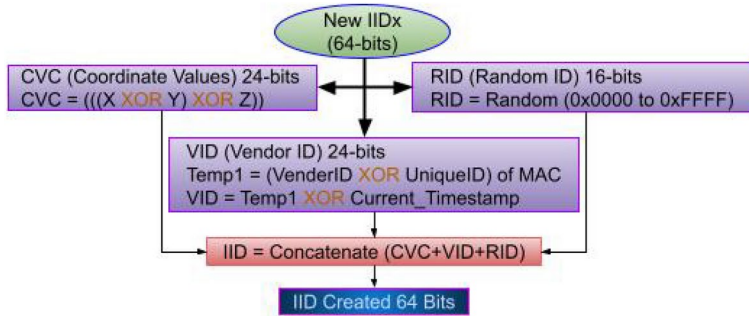 New IIDx
(64-bits)
CVC (Coordinate Values) 24-bits
CVC = (((X XOR Y) XOR Z))
RID (Random ID) 16-bits
RID = Random (0x0000 to 0xFFFF)
VID (Vendor ID) 24-bits
Temp1 = (VenderID XOR UniqueID) of MAC
VID = Temp1 XOR Current_Timestamp
IID = Concatenate (CVC+VID+RID)
IID Created 64 Bits